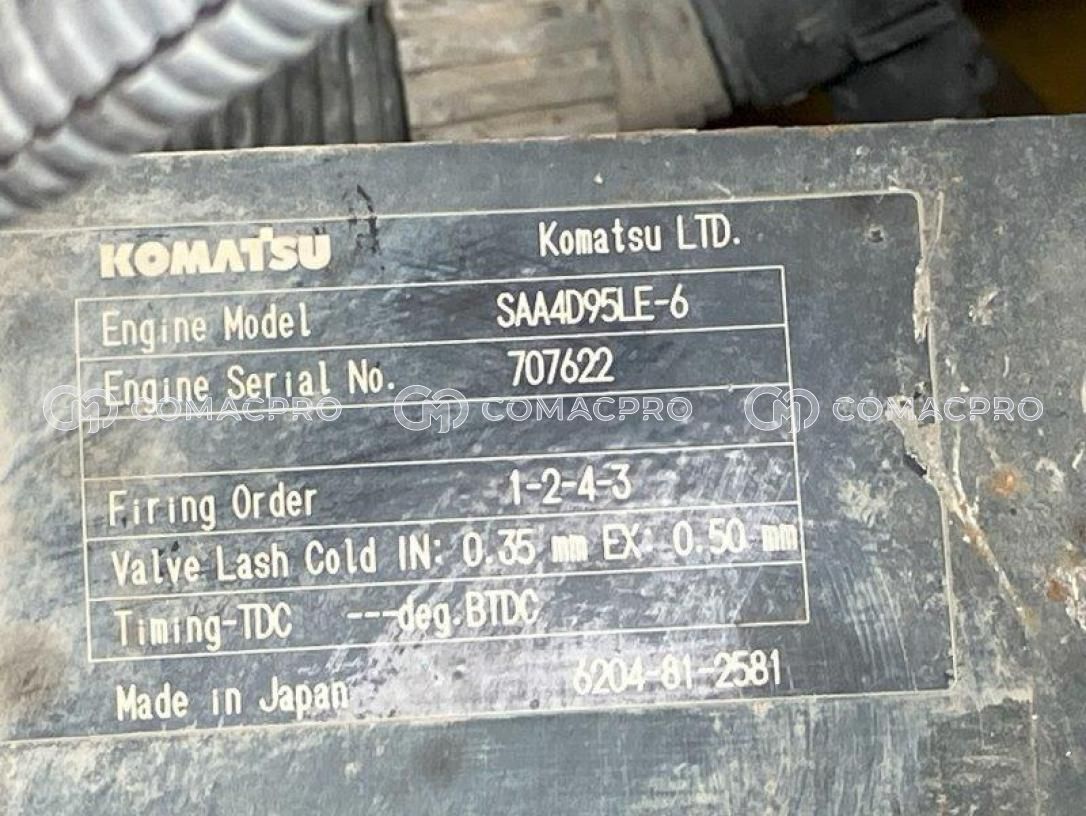 KOMATSU Komatsu LTD.
Engine Model SAA4D95LE-6
Engine Serial No. 707622
COMACPRO COMACPRO COMACPRO
Firing Order 1-2-4-3
Valve Lash Cold IN: 0.35 mm EX: 0.50 mm
Timing-TDC ---deg.BTDC
Made in Japan 6204-81-2581